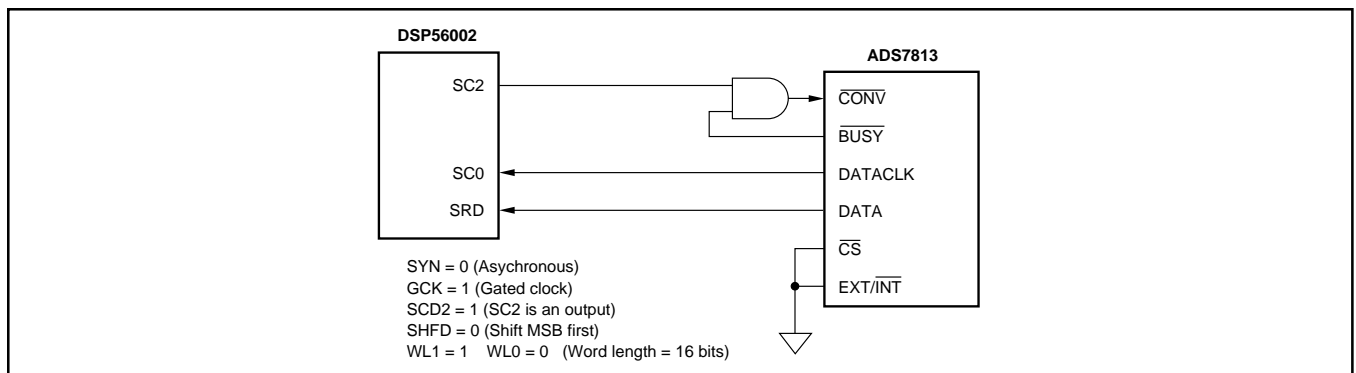 DSP56002
SC2
SC0
SRD
ADS7813
CONV
BUSY
DATACLK
DATA
CS
EXT/INT
SYN = 0 (Asychronous)
GCK = 1 (Gated clock)
SCD2 = 1 (SC2 is an output)
SHFD = 0 (Shift MSB first)
WL1 = 1 WL0 = 0 (Word length = 16 bits)